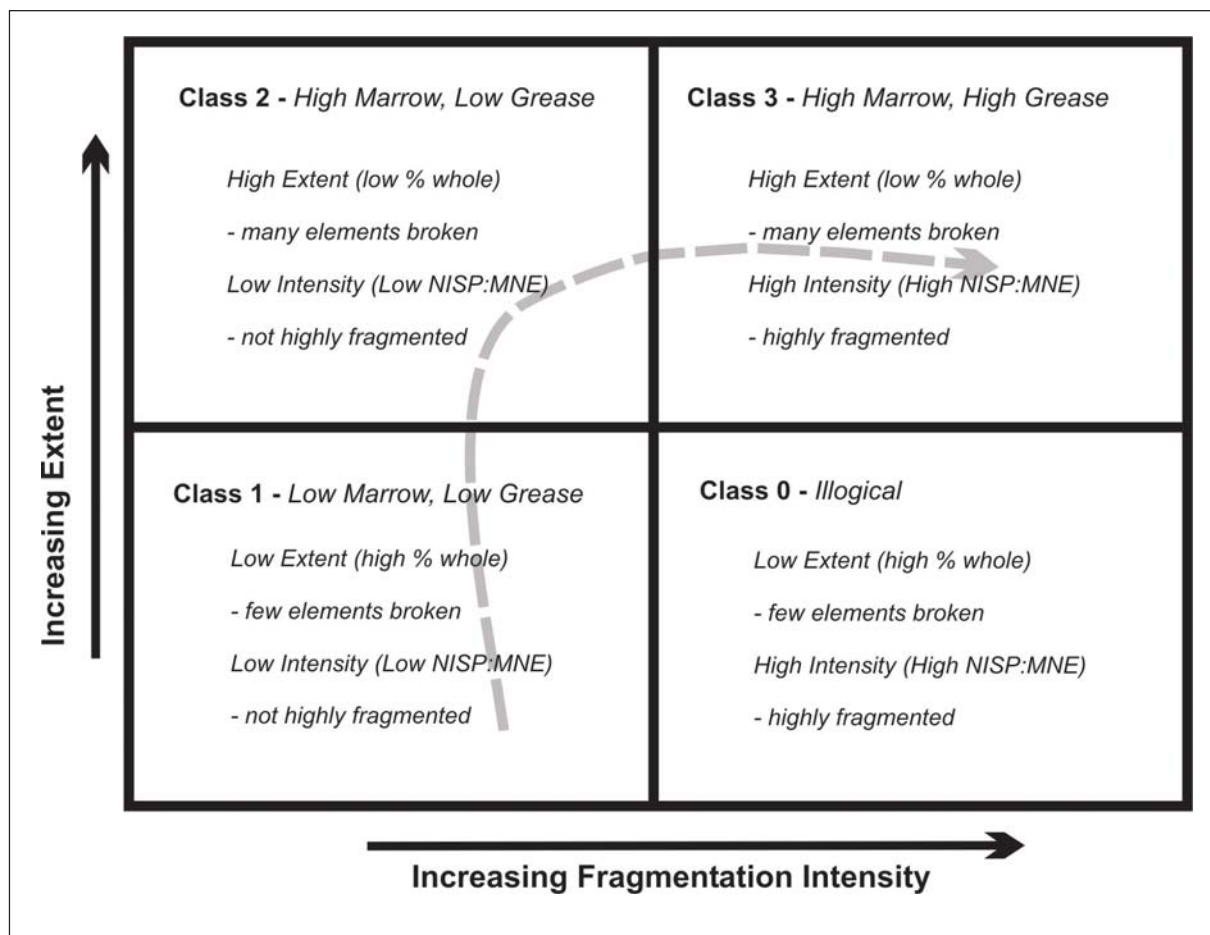 Class 2 - High Marrow, Low Grease
High Extent (low % whole)
- many elements broken
Low Intensity (Low NISP:MNE)
- not highly fragmented
Class 3 - High Marrow, High Grease
High Extent (low % whole)
- many elements broken
High Intensity (High NISP:MNE)
- highly fragmented
Class 1 - Low Marrow, Low Grease
Low Extent (high % whole)
- few elements broken
Low Intensity (Low NISP:MNE)
- not highly fragmented
Class 0 - Illogical
Low Extent (high % whole)
- few elements broken
High Intensity (High NISP:MNE)
- highly fragmented
Increasing Extent
Increasing Fragmentation Intensity